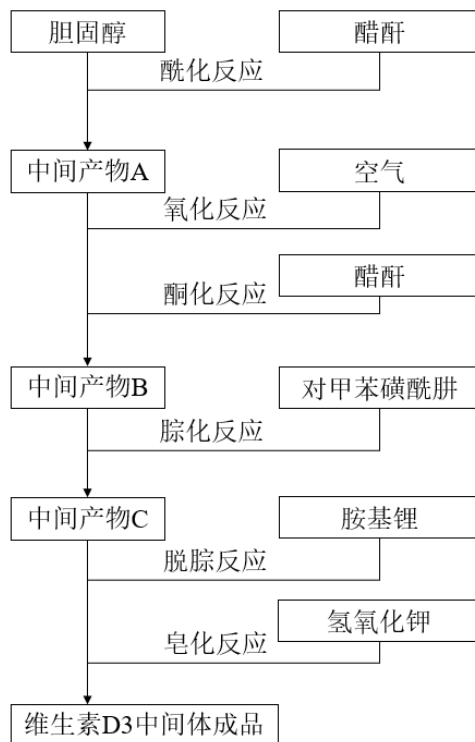 胆固醇
醋酐
酰化反应
中间产物A
空气
氧化反应
醋酐
酮化反应
中间产物B
对甲苯磺酰肼
腙化反应
中间产物C
胺基锂
脱腙反应
氢氧化钾
皂化反应
维生素D3中间体成品